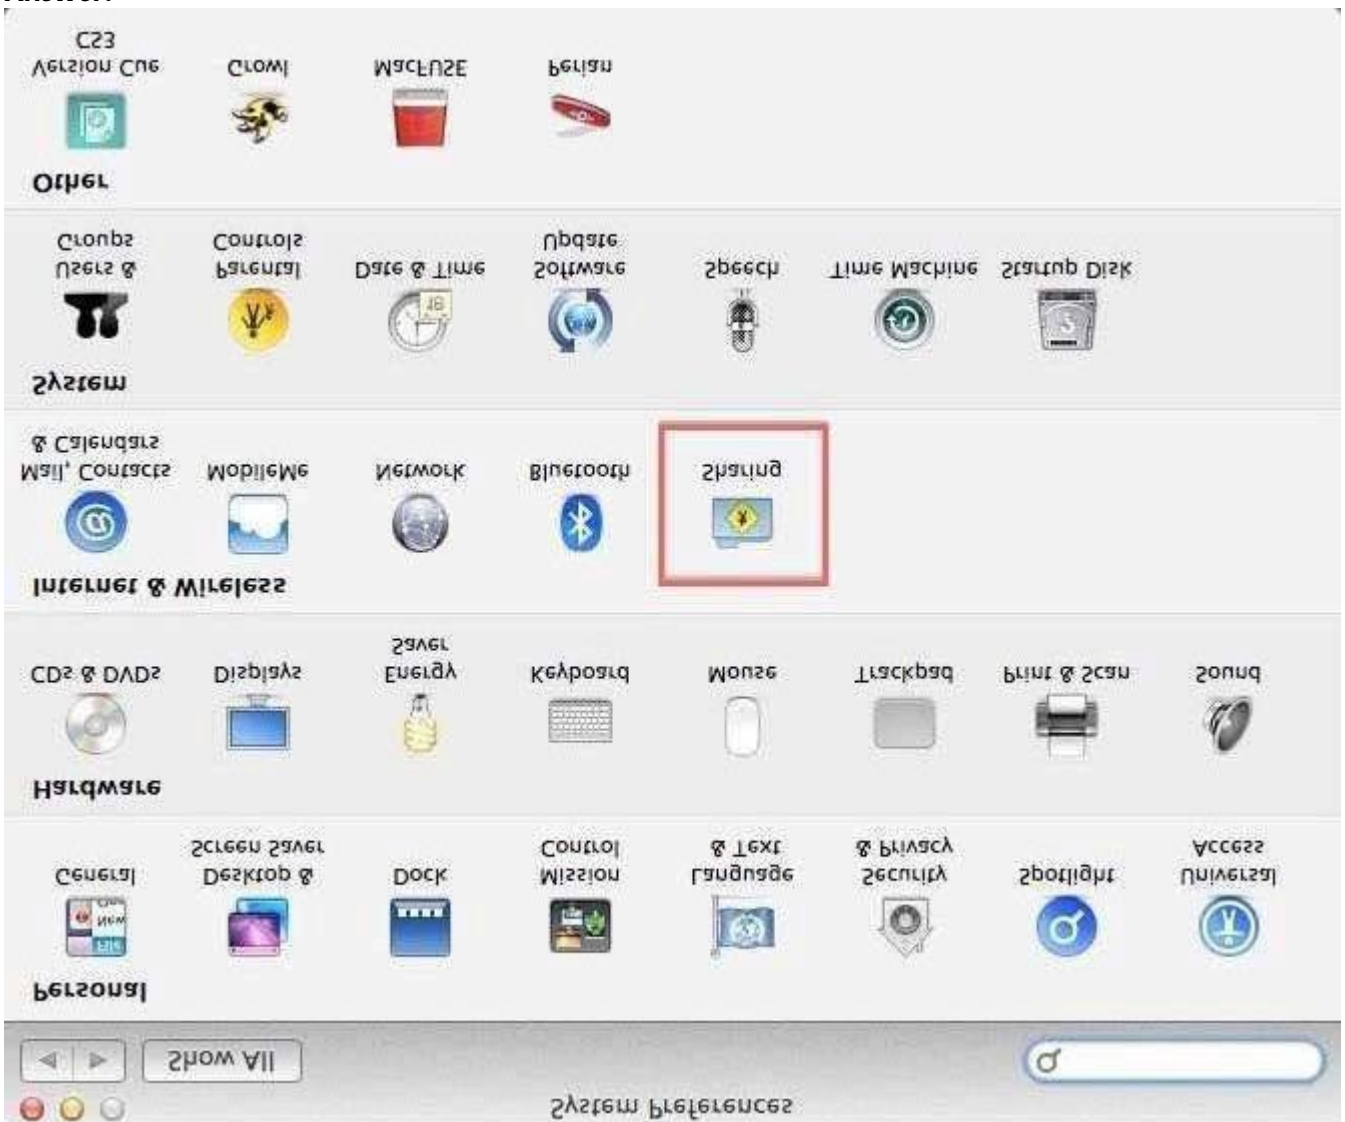 System Preferences
Show All
Personal
General
Desktop &
Screen Saver
Dock
Mission
Control
Language
& Text
Security
& Privacy
Spotlight
Universal
Access
Hardware
CDs & DVDs
Displays
Energy
Saver
Keyboard
Mouse
Trackpad
Print & Scan
Sound
Internet & Wireless
Mail, Contacts
& Calendars
MobileMe
Network
Bluetooth
Sharing
System
Users &
Groups
Parental
Controls
Date & Time
Software
Update
Speech
Time Machine
Startup Disk
Other
Version Cue
CS3
Growl
MacFUSE
Perian
File
New
18